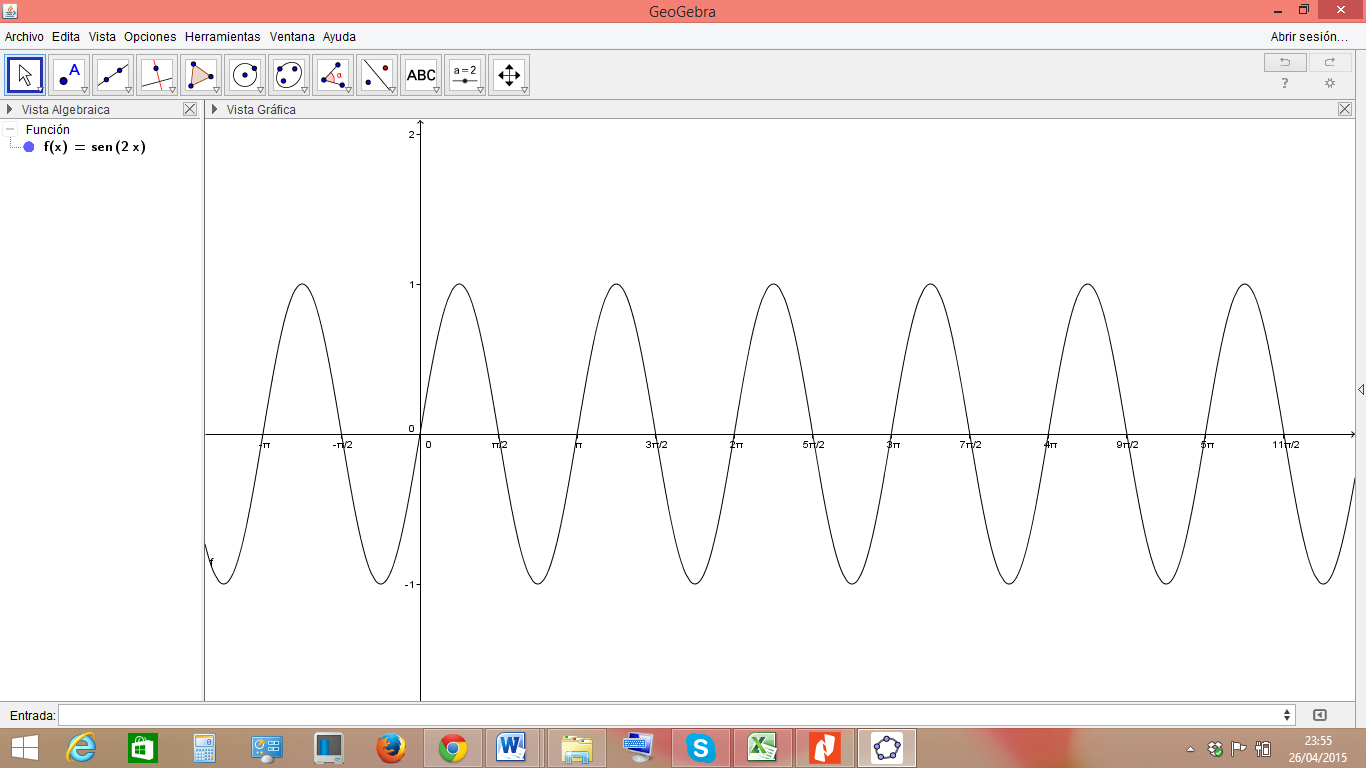 GeoGebra
Archivo Edita Vista Opciones Herramientas Ventana Ayuda
Abrir sesión...
A
α
ABC
a=2
?
Vista Algebraica
Vista Gráfica
Función
f(x) = sen(2 x)
2
1
0
-π -π/2 0 π/2 π 3π/2 2π 5π/2 3π 7π/2 4π 9π/2 5π 11π/2
f
-1
Entrada:
23:55
26/04/2015